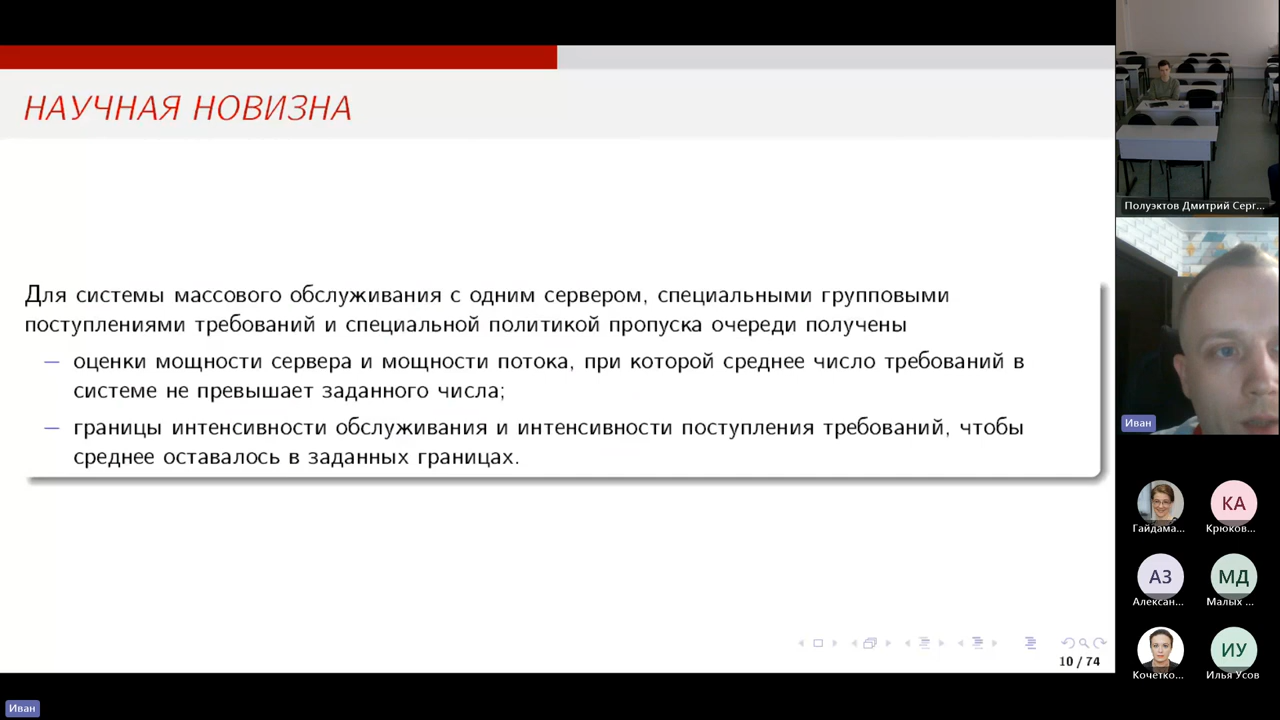 НАУЧНАЯ НОВИЗНА
Для системы массового обслуживания с одним сервером, специальными групповыми
поступлениями требований и специальной политикой пропуска очереди получены
— оценки мощности сервера и мощности потока, при которой среднее число требований в
системе не превышает заданного числа;
— границы интенсивности обслуживания и интенсивности поступления требований, чтобы
среднее оставалось в заданных границах.
10 / 74
Полуэктов Дмитрий Серг...
Иван
Гайдама...
КА
Крюков...
АЗ
Алексан...
МД
Малых ...
Кочетко...
ИУ
Илья Усов
Иван